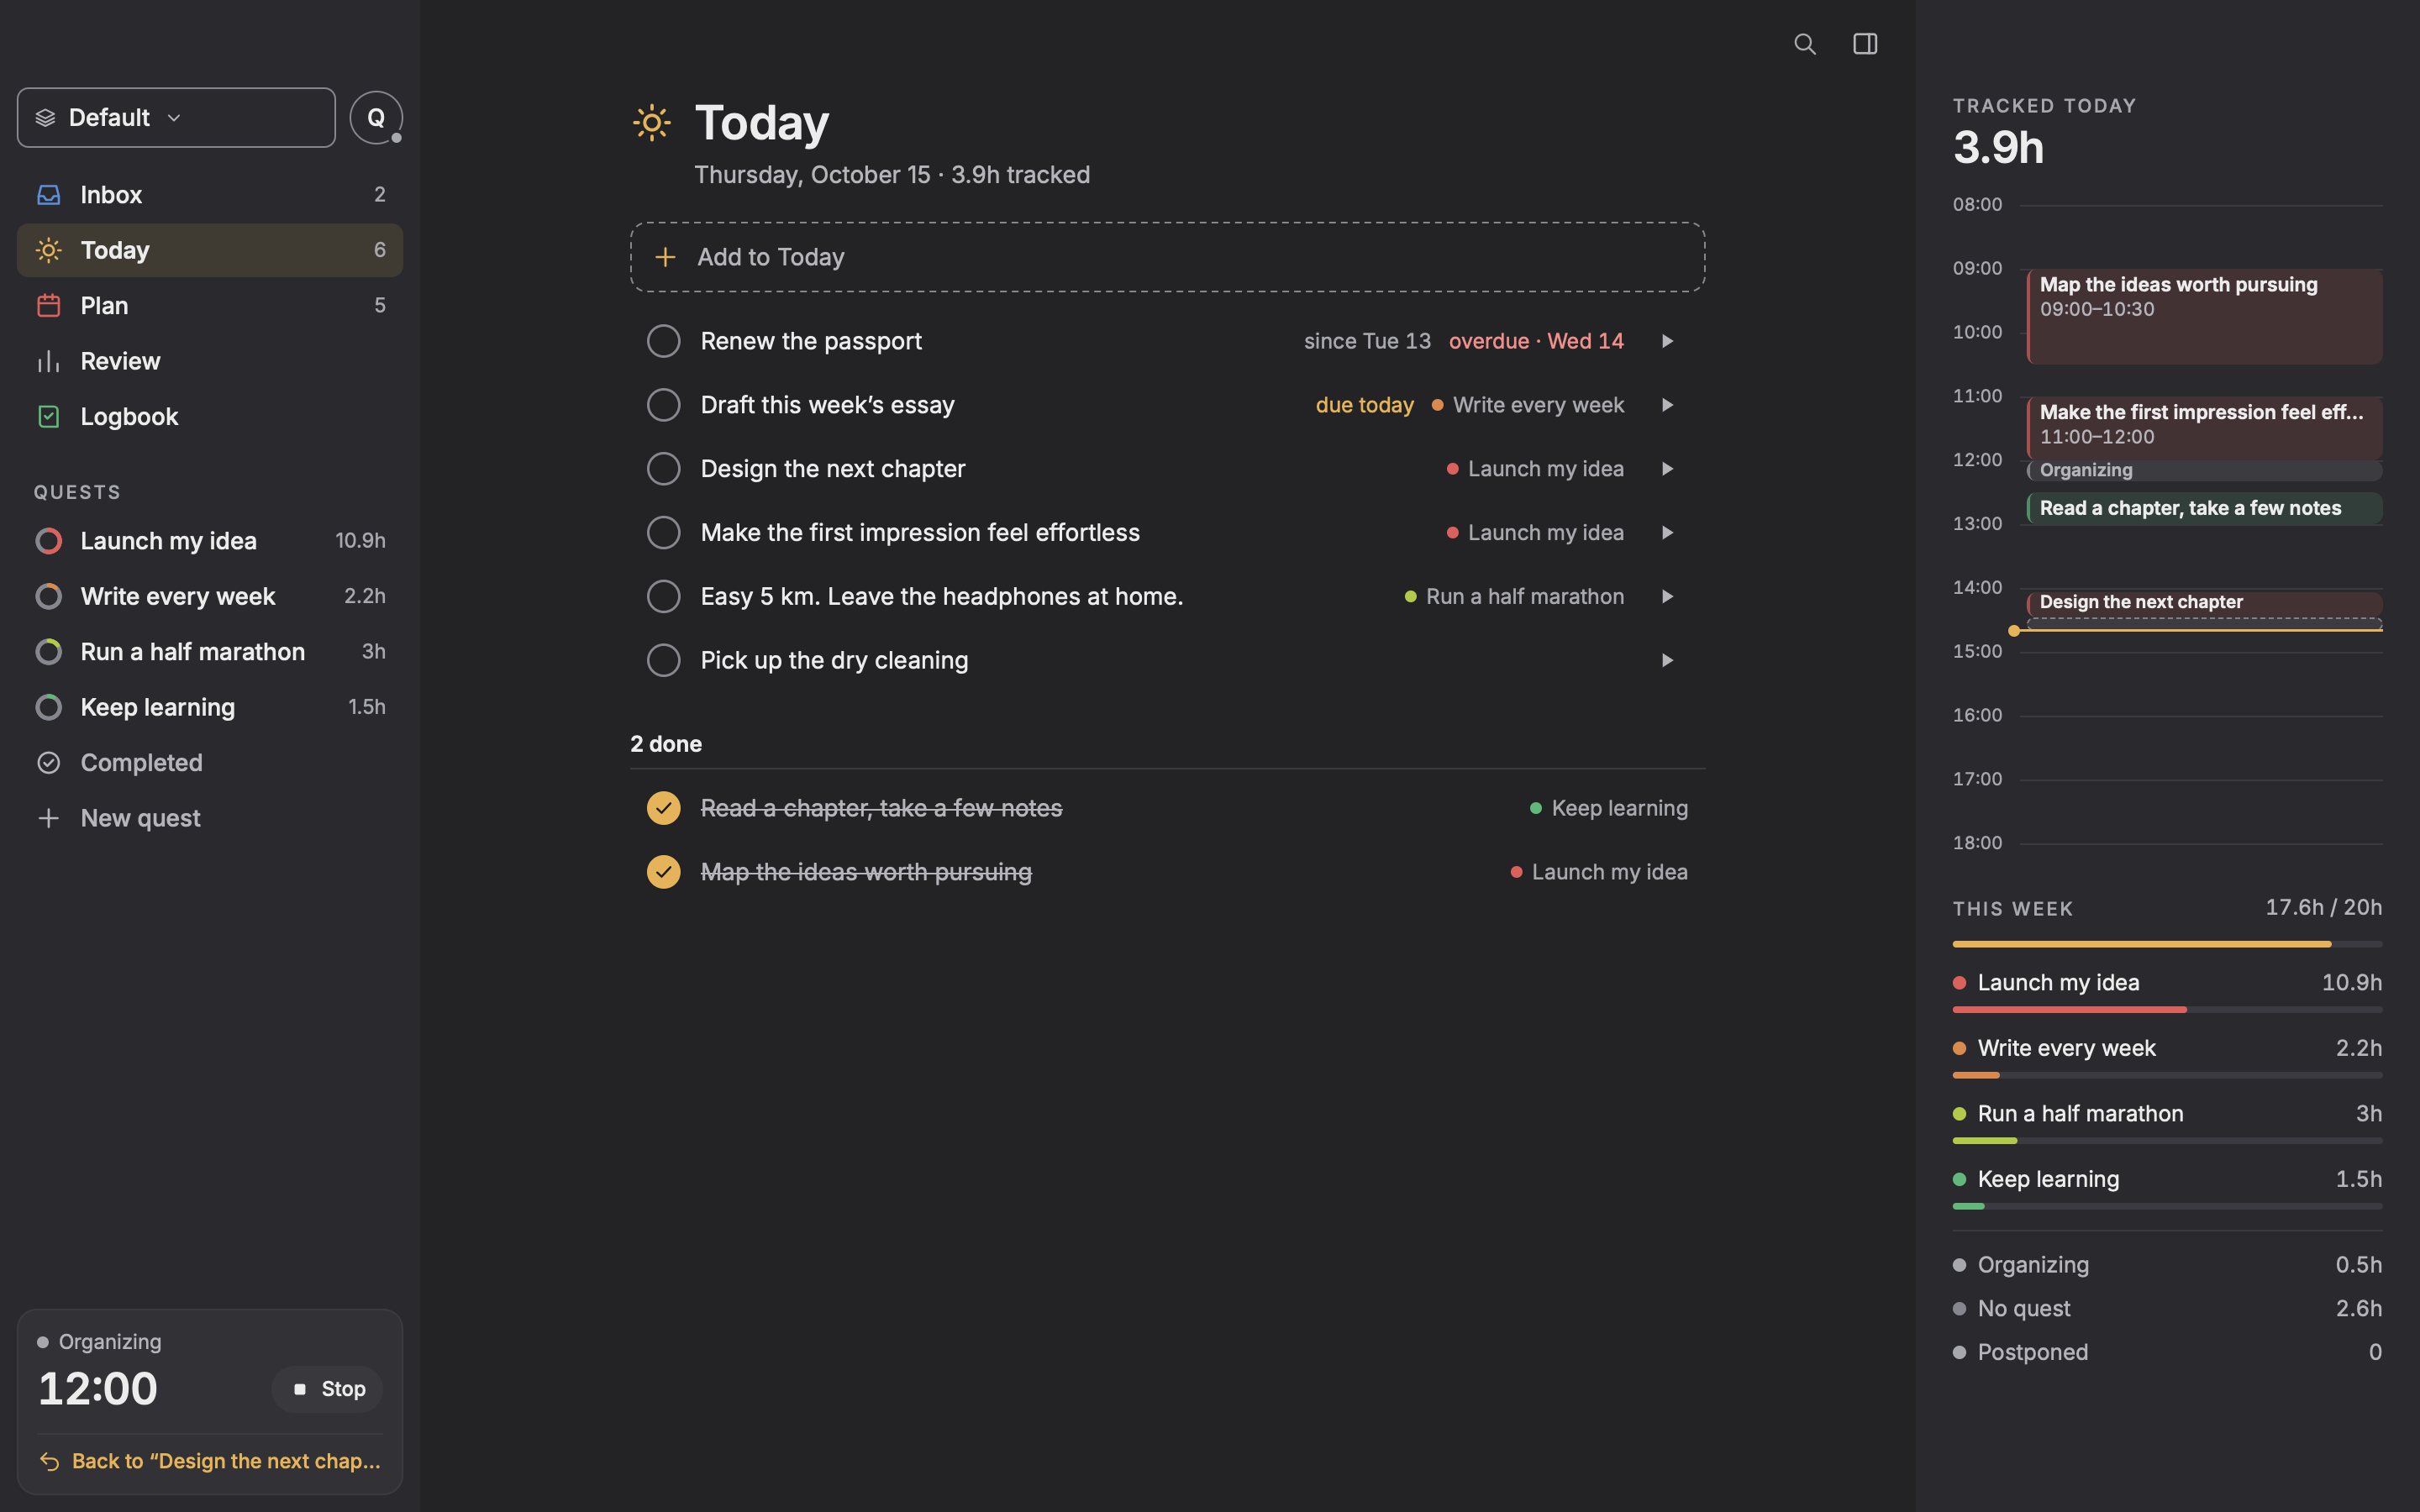 Default
Q
Inbox 2
Today 6
Plan 5
Review
Logbook
QUESTS
Launch my idea 10.9h
Write every week 2.2h
Run a half marathon 3h
Keep learning 1.5h
Completed
New quest
Organizing
12:00 Stop
Back to “Design the next chap...
Today
Thursday, October 15 · 3.9h tracked
Add to Today
Renew the passport since Tue 13 overdue · Wed 14
Draft this week’s essay due today Write every week
Design the next chapter Launch my idea
Make the first impression feel effortless Launch my idea
Easy 5 km. Leave the headphones at home. Run a half marathon
Pick up the dry cleaning
2 done
Read a chapter, take a few notes Keep learning
Map the ideas worth pursuing Launch my idea
TRACKED TODAY
3.9h
08:00
09:00
Map the ideas worth pursuing
09:00–10:30
10:00
11:00
Make the first impression feel eff...
11:00–12:00
12:00
Organizing
Read a chapter, take a few notes
13:00
14:00
Design the next chapter
15:00
16:00
17:00
18:00
THIS WEEK 17.6h / 20h
Launch my idea 10.9h
Write every week 2.2h
Run a half marathon 3h
Keep learning 1.5h
Organizing 0.5h
No quest 2.6h
Postponed 0